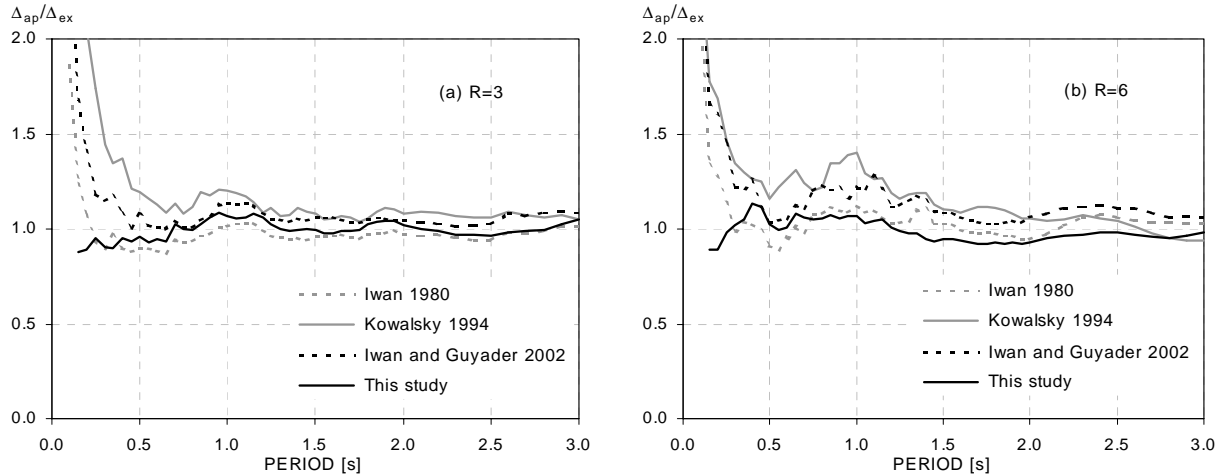 Δap/Δex
2.0
1.5
1.0
0.5
0.0
(a) R=3
Iwan 1980
Kowalsky 1994
Iwan and Guyader 2002
This study
0.0 0.5 1.0 1.5 2.0 2.5 3.0
PERIOD [s]
Δap/Δex
2.0
1.5
1.0
0.5
0.0
(b) R=6
Iwan 1980
Kowalsky 1994
Iwan and Guyader 2002
This study
0.0 0.5 1.0 1.5 2.0 2.5 3.0
PERIOD [s]